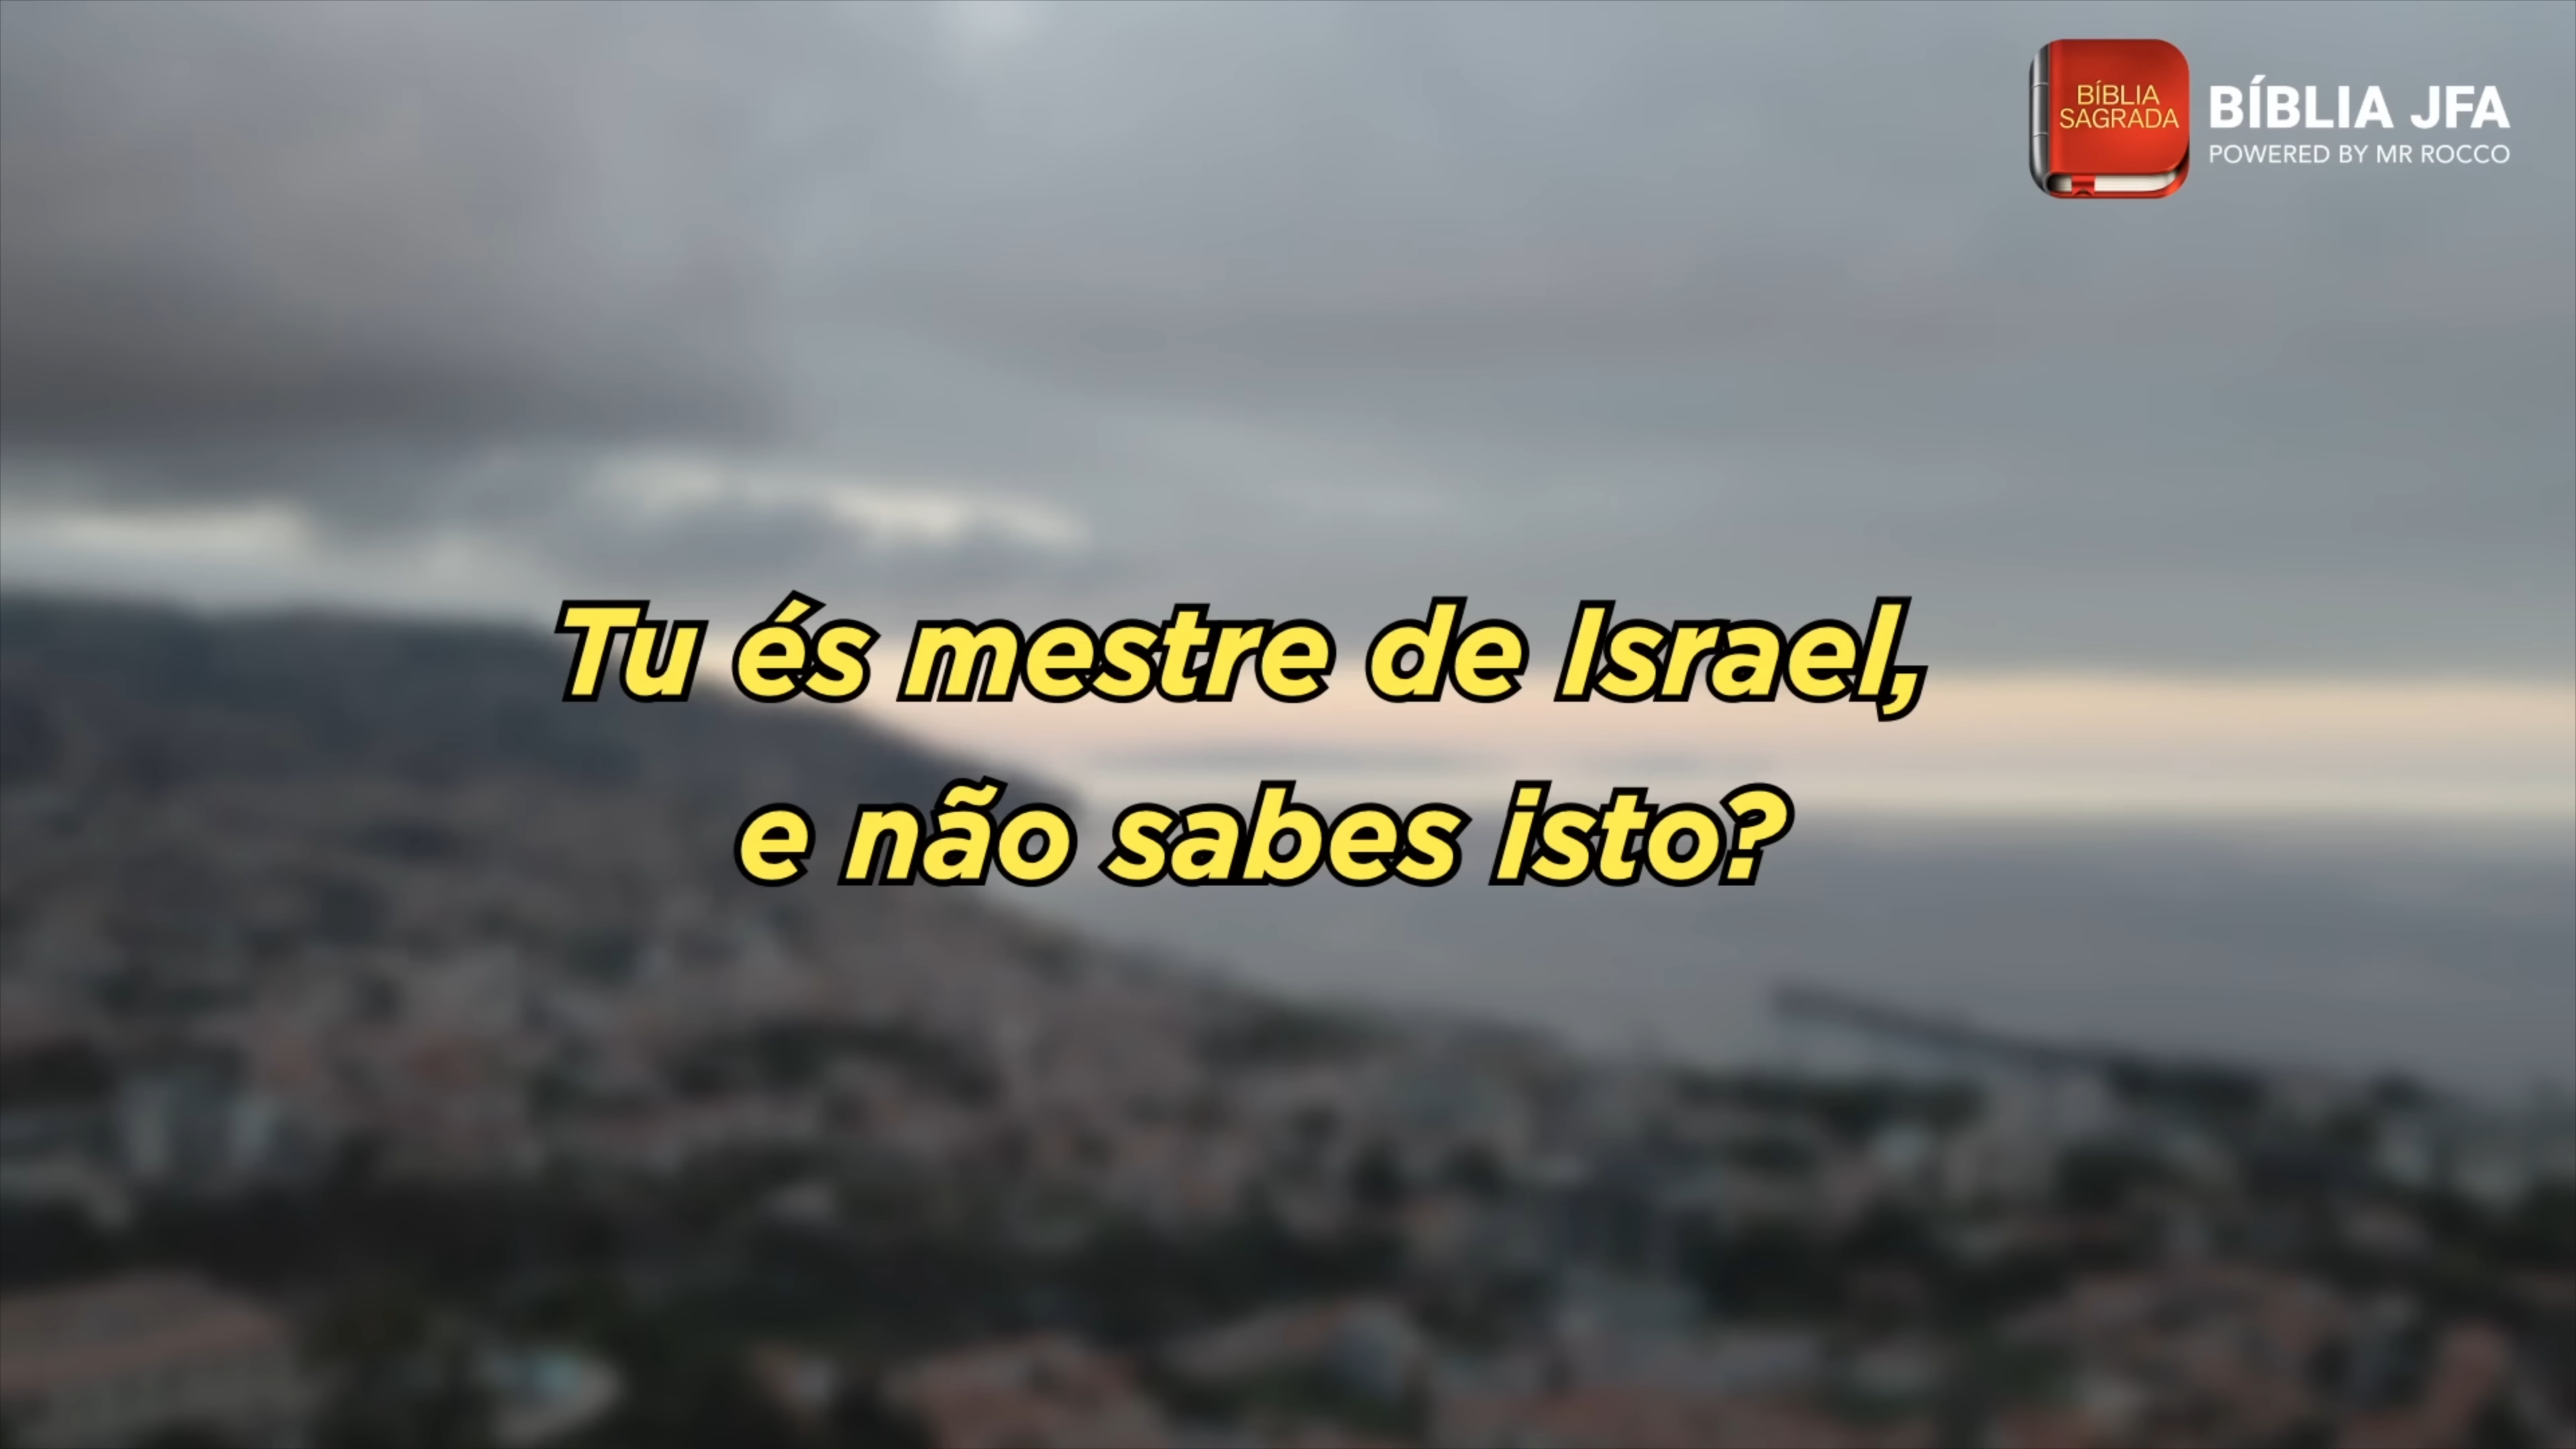 BÍBLIA
SAGRADA
BÍBLIA JFA
POWERED BY MR ROCCO
Tu és mestre de Israel,
e não sabes isto?